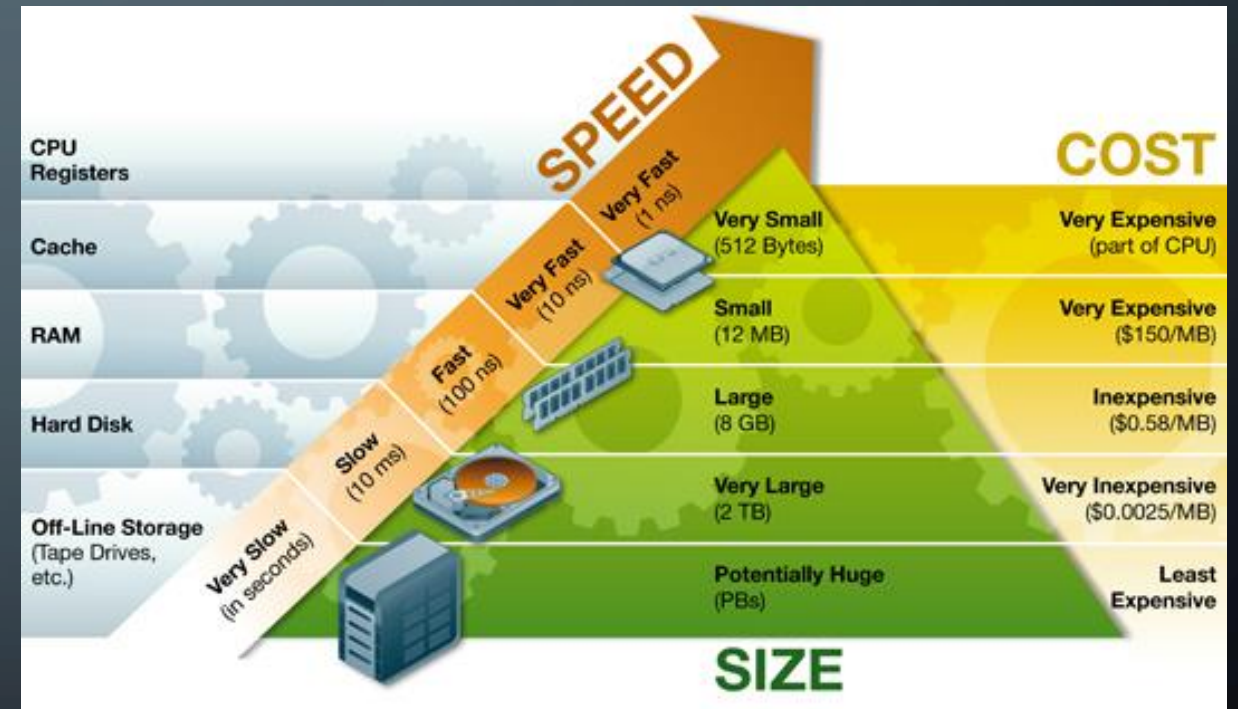 SPEED
COST
CPU
Registers
Very Fast
(1 ns)
Very Small
(512 Bytes)
Very Expensive
(part of CPU)
Cache
Very Fast
(10 ns)
Small
(12 MB)
Very Expensive
($150/MB)
RAM
Fast
(100 ns)
Large
(8 GB)
Inexpensive
($0.58/MB)
Hard Disk
Slow
(10 ms)
Very Large
(2 TB)
Very Inexpensive
($0.0025/MB)
Off-Line Storage
(Tape Drives,
etc.)
Very Slow
(in seconds)
Potentially Huge
(PBs)
Least
Expensive
SIZE